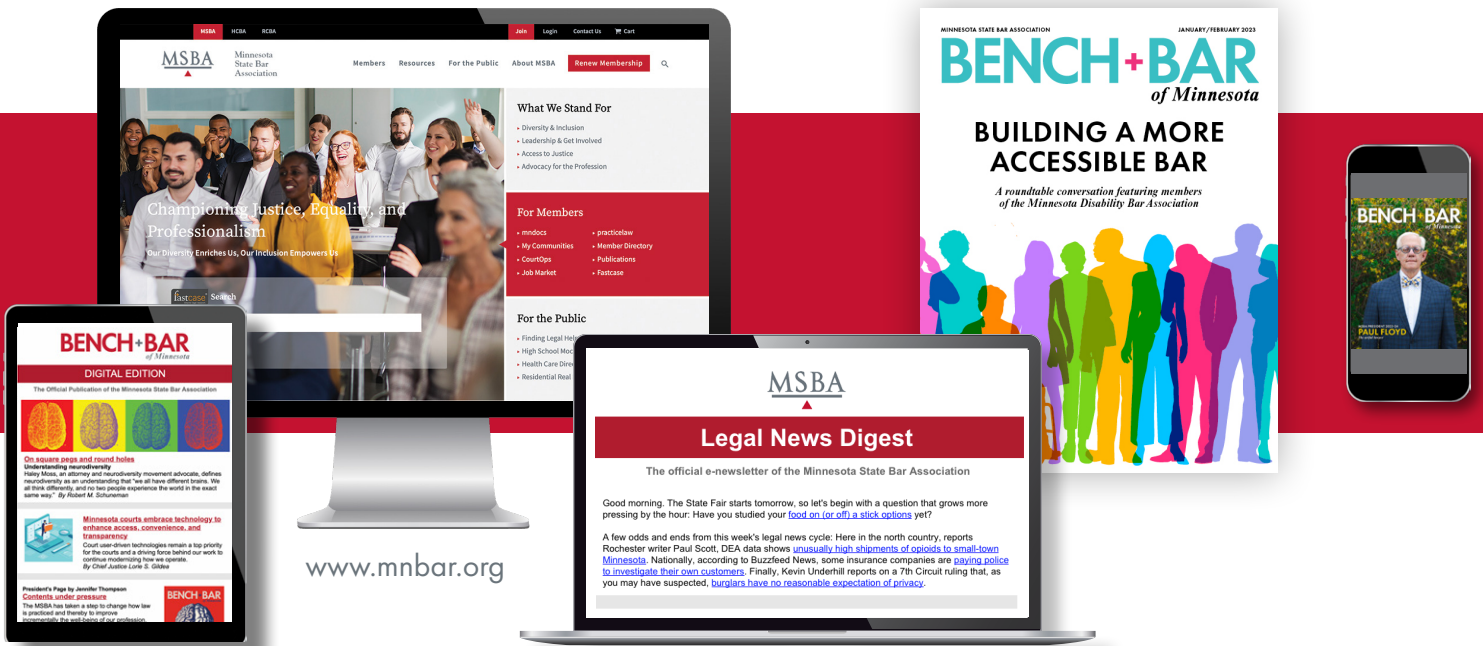 MSBA HCBA RCBA
Join Login Contact Us Cart
MSBA
Minnesota
State Bar
Association
Members Resources For the Public About MSBA Renew Membership
Championing Justice, Equality, and
Professionalism
Our Diversity Enriches Us, Our Inclusion Empowers Us
fastcase Search
What We Stand For
Diversity & Inclusion
Leadership & Get Involved
Access to Justice
Advocacy for the Profession
For Members
mndocs
My Communities
CourtOps
Job Market
practicelaw
Member Directory
Publications
Fastcase
For the Public
Finding Legal Help
High School Moc
Health Care Direc
Residential Real
MINNESOTA STATE BAR ASSOCIATION JANUARY/FEBRUARY 2023
BENCH+BAR
of Minnesota
BUILDING A MORE
ACCESSIBLE BAR
A roundtable conversation featuring members
of the Minnesota Disability Bar Association
BENCH BAR
of Minnesota
PAUL FLOYD
BENCH+BAR
of Minnesota
DIGITAL EDITION
The Official Publication of the Minnesota State Bar Association
On square pegs and round holes
Understanding neurodiversity
Haley Moss, an attorney and neurodiversity movement advocate, defines
neurodiversity as an understanding that "we all have different brains. We
all think differently, and no two people experience the world in the exact
same way." By Robert M. Schuneman
Minnesota courts embrace technology to
enhance access, convenience, and
transparency
Court user-driven technologies remain a top priority
for the courts and a driving force behind our work to
continue modernizing how we operate.
By Chief Justice Lorie S. Gildea
President's Page by Jennifer Thompson
Contents under pressure
The MSBA has taken a step to change how law
is practiced and thereby to improve
incrementally the well-being of our profession.
BENCH BAR
www.mnbar.org
MSBA
Legal News Digest
The official e-newsletter of the Minnesota State Bar Association
Good morning. The State Fair starts tomorrow, so let's begin with a question that grows more
pressing by the hour: Have you studied your food on (or off) a stick options yet?
A few odds and ends from this week's legal news cycle: Here in the north country, reports
Rochester writer Paul Scott, DEA data shows unusually high shipments of opioids to small-town
Minnesota. Nationally, according to Buzzfeed News, some insurance companies are paying police
to investigate their own customers. Finally, Kevin Underhill reports on a 7th Circuit ruling that, as
you may have suspected, burglars have no reasonable expectation of privacy.